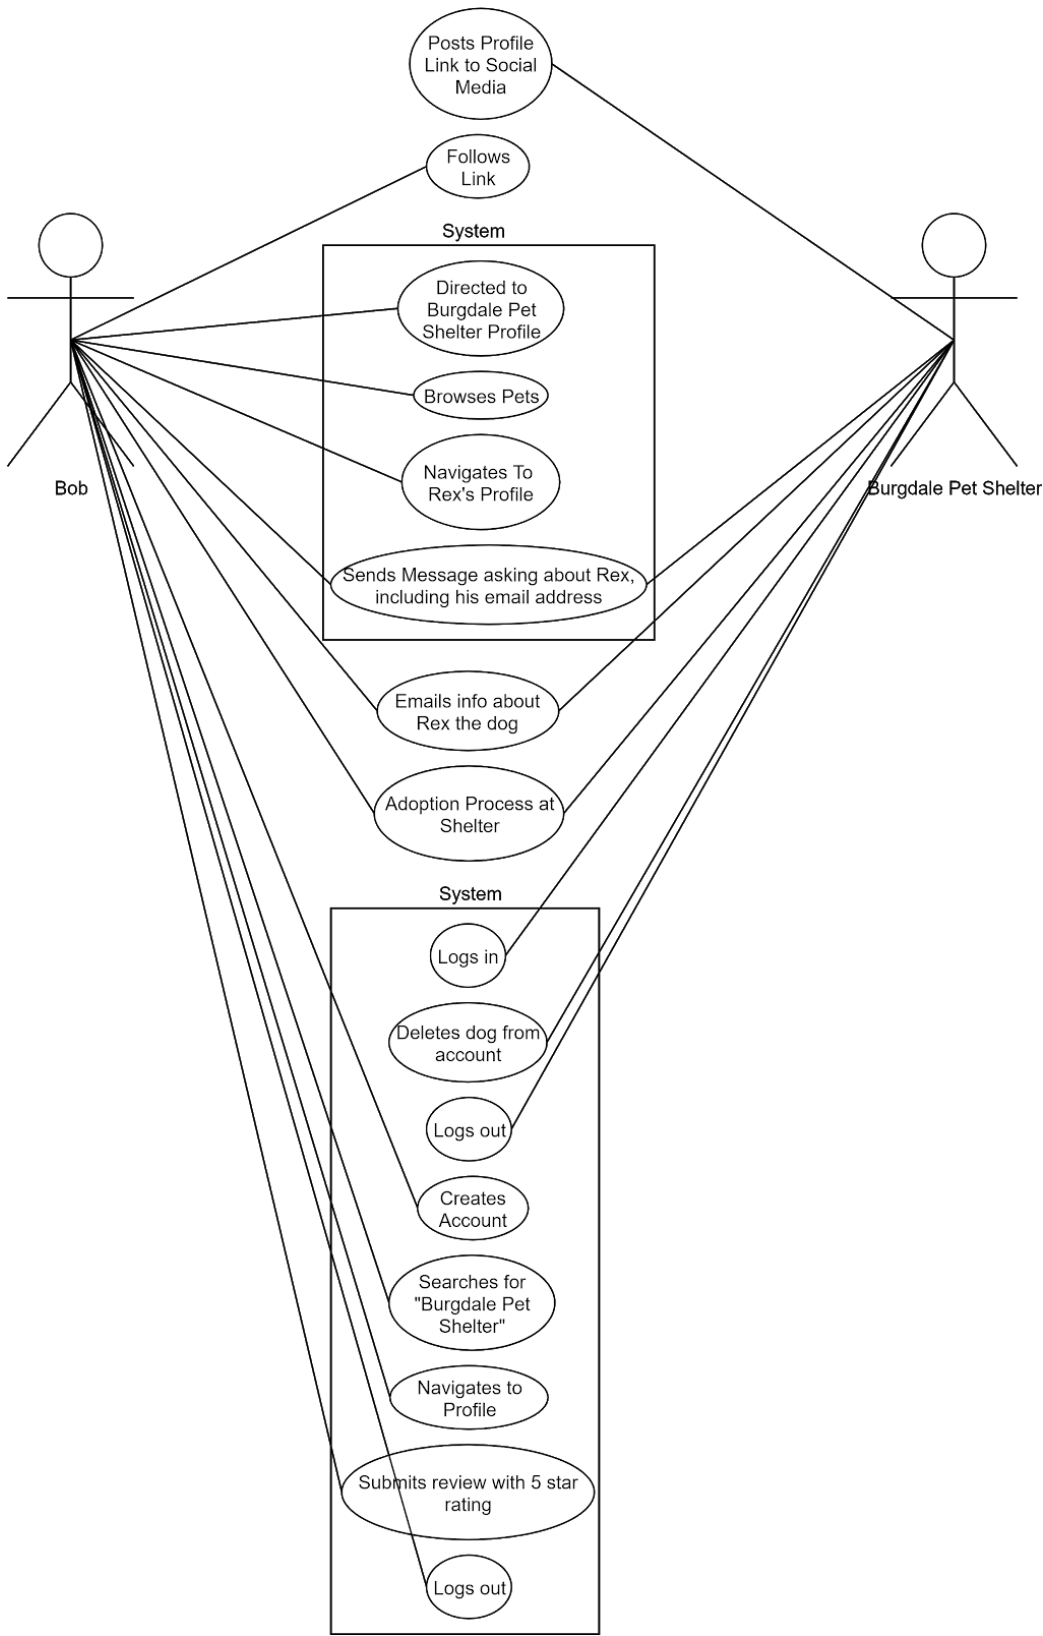 Posts Profile
Link to Social
Media
Follows
Link
System
Directed to
Burgdale Pet
Shelter Profile
Browses Pets
Navigates To
Rex's Profile
Bob
Burgdale Pet Shelter
Sends Message asking about Rex,
including his email address
Emails info about
Rex the dog
Adoption Process at
Shelter
System
Logs in
Deletes dog from
account
Logs out
Creates
Account
Searches for
"Burgdale Pet
Shelter"
Navigates to
Profile
Submits review with 5 star
rating
Logs out